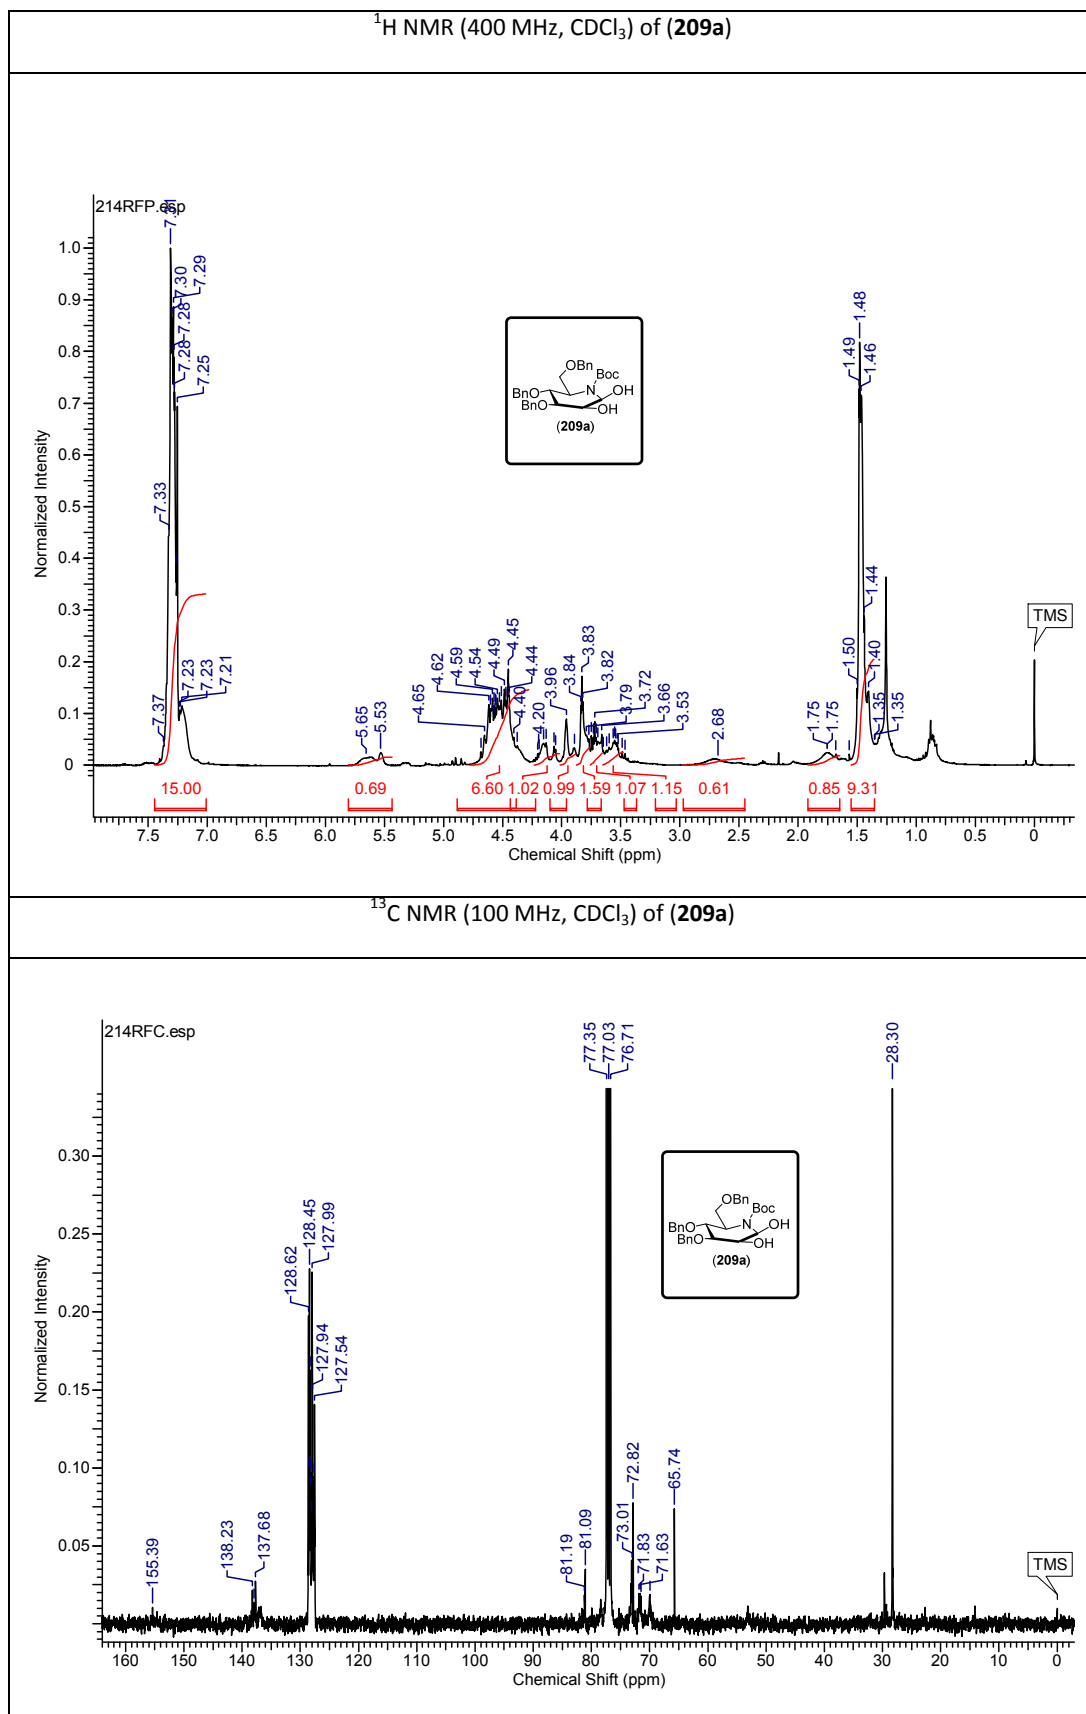 ¹H NMR (400 MHz, CDCl₃) of (209a)
214RFP.esp
7.31
7.30
7.29
7.28
7.28
7.25
7.33
7.37
7.23
7.23
7.21
5.65
5.53
4.65
4.62
4.59
4.54
4.49
4.45
4.44
4.40
4.20
3.96
3.84
3.83
3.82
3.79
3.72
3.66
3.53
2.68
1.75
1.75
1.50
1.49
1.48
1.46
1.44
1.40
1.35
1.35
TMS
OBn
Boc
BnO
N
OH
BnO
OH
(209a)
Normalized Intensity
1.0
0.9
0.8
0.7
0.6
0.5
0.4
0.3
0.2
0.1
0
15.00 0.69 6.60 1.02 0.99 1.59 1.07 1.15 0.61 0.85 9.31
7.5 7.0 6.5 6.0 5.5 5.0 4.5 4.0 3.5 3.0 2.5 2.0 1.5 1.0 0.5 0
Chemical Shift (ppm)
¹³C NMR (100 MHz, CDCl₃) of (209a)
214RFC.esp
155.39
138.23
137.68
128.62
128.45
127.99
127.94
127.54
81.19
81.09
77.35
77.03
76.71
73.01
72.82
71.83
71.63
65.74
28.30
TMS
OBn
Boc
BnO
N
OH
BnO
OH
(209a)
Normalized Intensity
0.30
0.25
0.20
0.15
0.10
0.05
160 150 140 130 120 110 100 90 80 70 60 50 40 30 20 10 0
Chemical Shift (ppm)